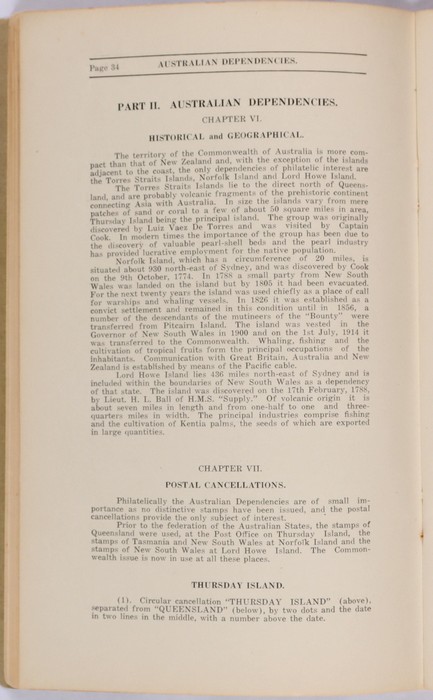 Page 34
AUSTRALIAN DEPENDENCIES.
PART II. AUSTRALIAN DEPENDENCIES.
CHAPTER VI.
HISTORICAL and GEOGRAPHICAL.
The territory of the Commonwealth of Australia is more com-
pact than that of New Zealand and, with the exception of the islands
adjacent to the coast, the only dependencies of philatelic interest are
the Torres Straits Islands, Norfolk Island and Lord Howe Island.
The Torres Straits Islands lie to the direct north of Queens-
land, and are probably volcanic fragments of the prehistoric continent
connecting Asia with Australia. In size the islands vary from mere
patches of sand or coral to a few of about 50 square miles in area,
Thursday Island being the principal island. The group was originally
discovered by Luiz Vaez De Torres and was visited by Captain
Cook. In modern times the importance of the group has been due to
the discovery of valuable pearl-shell beds and the pearl industry
has provided lucrative employment for the native population.
Norfolk Island, which has a circumference of 20 miles, is
situated about 930 north-east of Sydney, and was discovered by Cook
on the 9th October, 1774. In 1788 a small party from New South
Wales was landed on the island but by 1805 it had been evacuated.
For the next twenty years the island was used chiefly as a place of call
for warships and whaling vessels. In 1826 it was established as a
convict settlement and remained in this condition until in 1856, a
number of the descendants of the mutineers of the "Bounty" were
transferred from Pitcairn Island. The island was vested in the
Governor of New South Wales in 1900 and on the 1st July, 1914 it
was transferred to the Commonwealth. Whaling, fishing and the
cultivation of tropical fruits form the principal occupations of the
inhabitants. Communication with Great Britain, Australia and New
Zealand is established by means of the Pacific cable.
Lord Howe Island lies 436 miles north-east of Sydney and is
included within the boundaries of New South Wales as a dependency
of that state. The island was discovered on the 17th February, 1788,
by Lieut. H. L. Ball of H.M.S. "Supply." Of volcanic origin it is
about seven miles in length and from one-half to one and three-
quarters miles in width. The principal industries comprise fishing
and the cultivation of Kentia palms, the seeds of which are exported
in large quantities.
CHAPTER VII.
POSTAL CANCELLATIONS.
Philatelically the Australian Dependencies are of small im-
portance as no distinctive stamps have been issued, and the postal
cancellations provide the only subject of interest.
Prior to the federation of the Australian States, the stamps of
Queensland were used, at the Post Office on Thursday Island, the
stamps of Tasmania and New South Wales at Norfolk Island and the
stamps of New South Wales at Lord Howe Island. The Common-
wealth issue is now in use at all these places.
THURSDAY ISLAND.
(1). Circular cancellation "THURSDAY ISLAND" (above),
separated from "QUEENSLAND" (below), by two dots and the date
in two lines in the middle, with a number above the date.